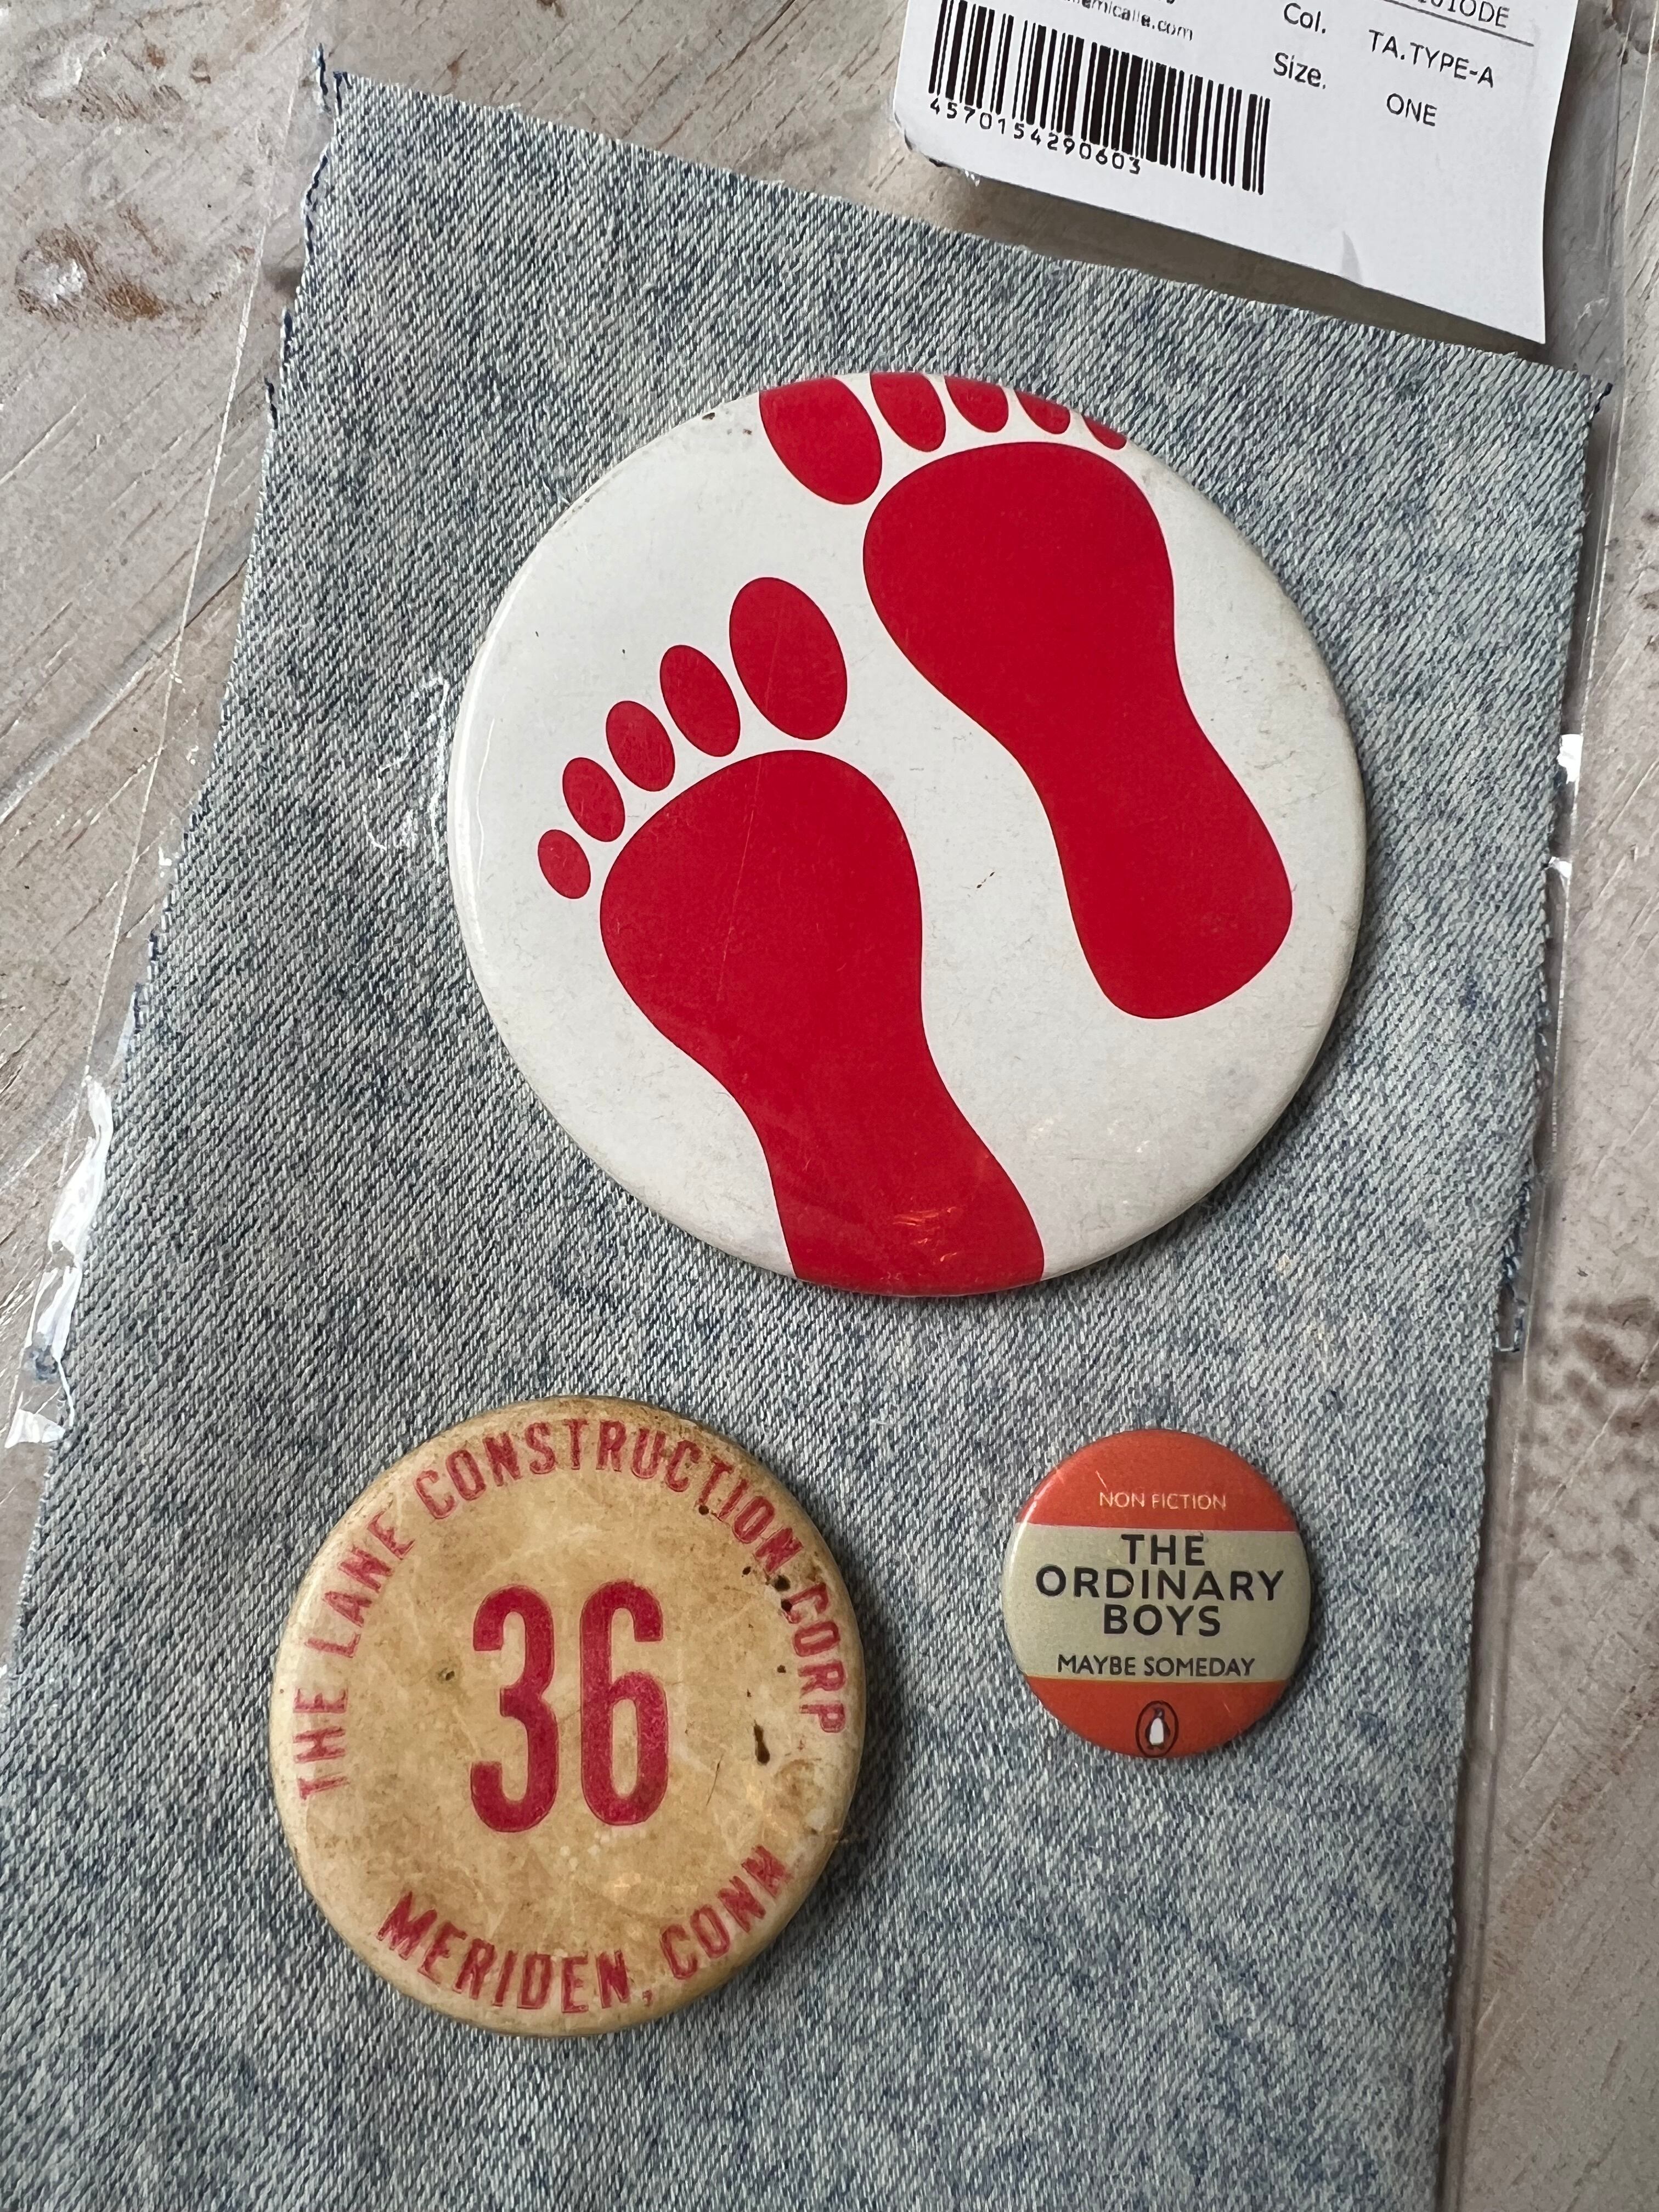 Col.
TA.TYPE-A
Size.
ONE
4570154290603
THE LANE CONSTRUCTION CORP
36
MERIDEN, CONN
NON FICTION
THE
ORDINARY
BOYS
MAYBE SOMEDAY